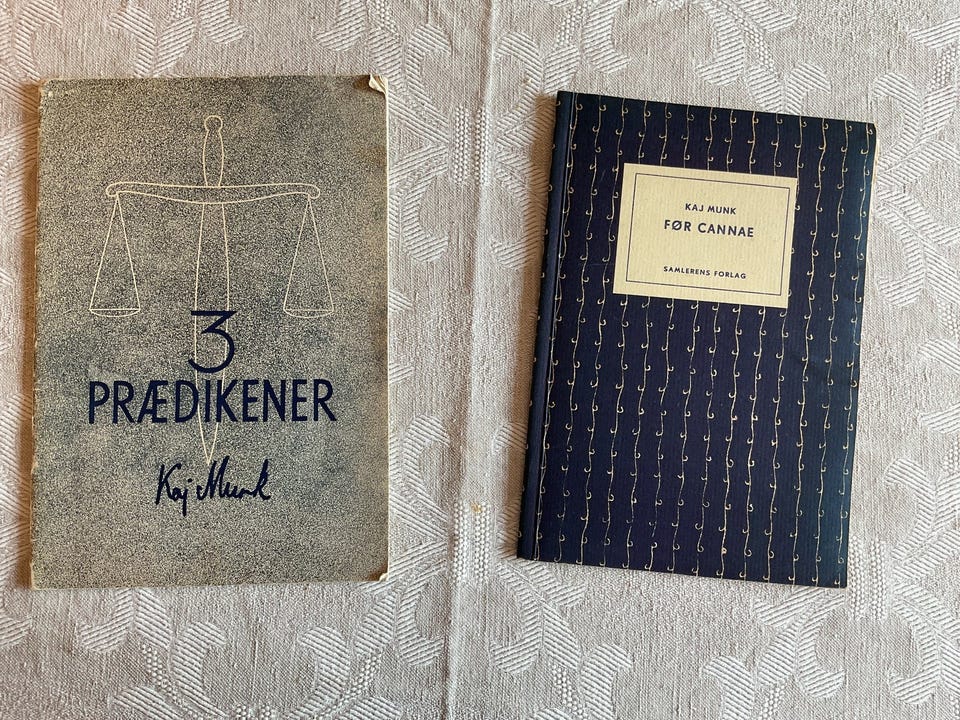 3
PRÆDIKENER
Kaj Munk
KAJ MUNK
FØR CANNAE
SAMLERENS FORLAG